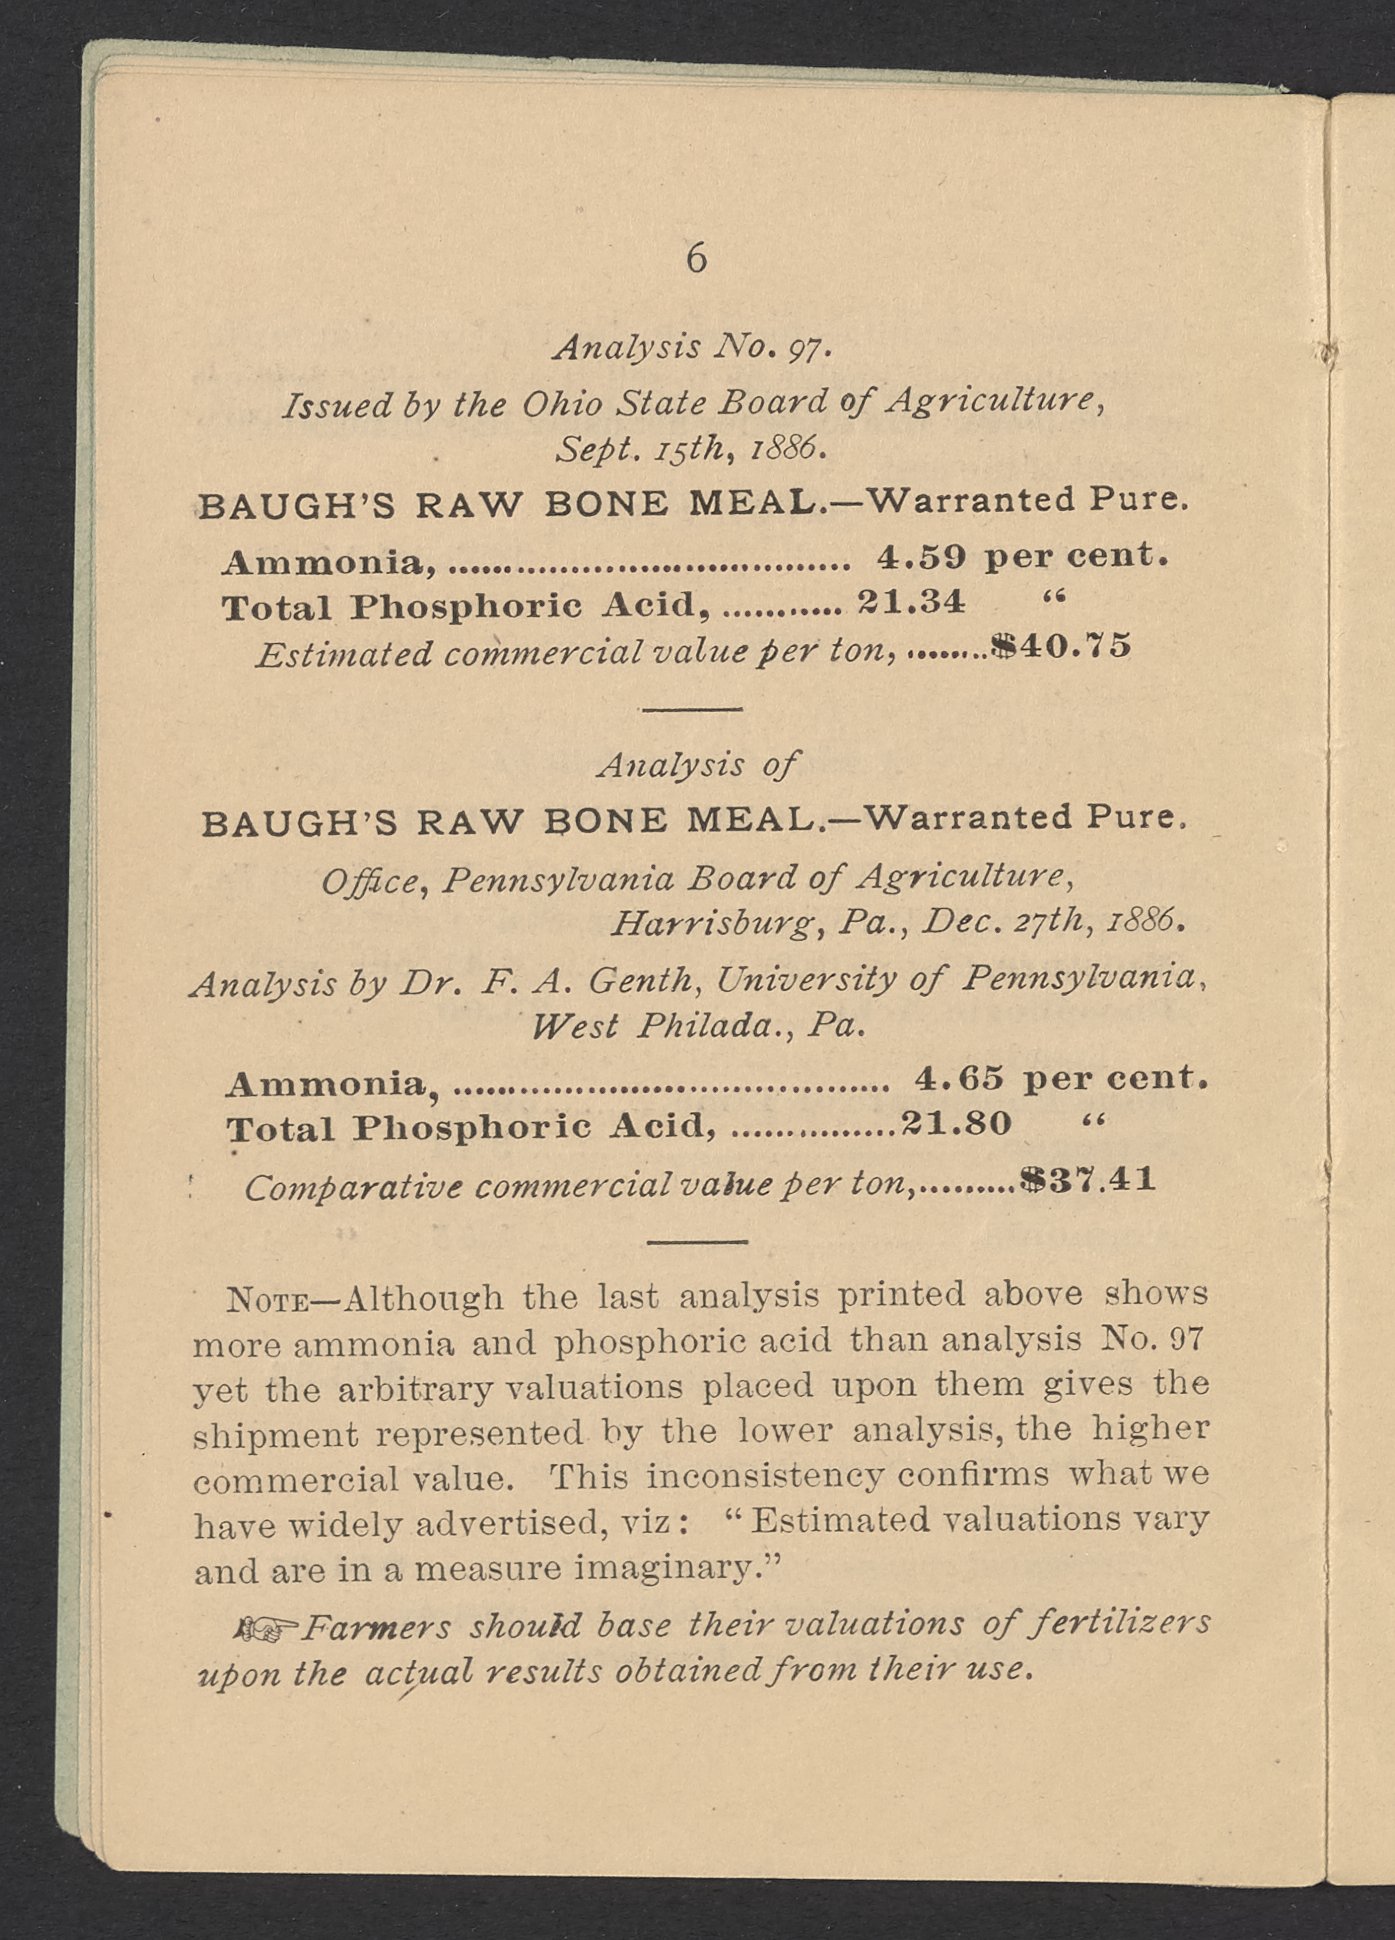 6
Analysis No. 97.
Issued by the Ohio State Board of Agriculture,
Sept. 15th, 1886.
BAUGH'S RAW BONE MEAL.—Warranted Pure.
Ammonia, .................................... 4.59 per cent.
Total Phosphoric Acid, ........... 21.34 “
Estimated commercial value per ton, ........$40.75
Analysis of
BAUGH'S RAW BONE MEAL.—Warranted Pure.
Office, Pennsylvania Board of Agriculture,
Harrisburg, Pa., Dec. 27th, 1886.
Analysis by Dr. F. A. Genth, University of Pennsylvania,
West Philada., Pa.
Ammonia, ....................................... 4.65 per cent.
Total Phosphoric Acid, ...............21.80 “
Comparative commercial value per ton,..........$37.41
NOTE—Although the last analysis printed above shows
more ammonia and phosphoric acid than analysis No. 97
yet the arbitrary valuations placed upon them gives the
shipment represented by the lower analysis, the higher
commercial value. This inconsistency confirms what we
have widely advertised, viz: “Estimated valuations vary
and are in a measure imaginary.”
☞Farmers should base their valuations of fertilizers
upon the actual results obtained from their use.